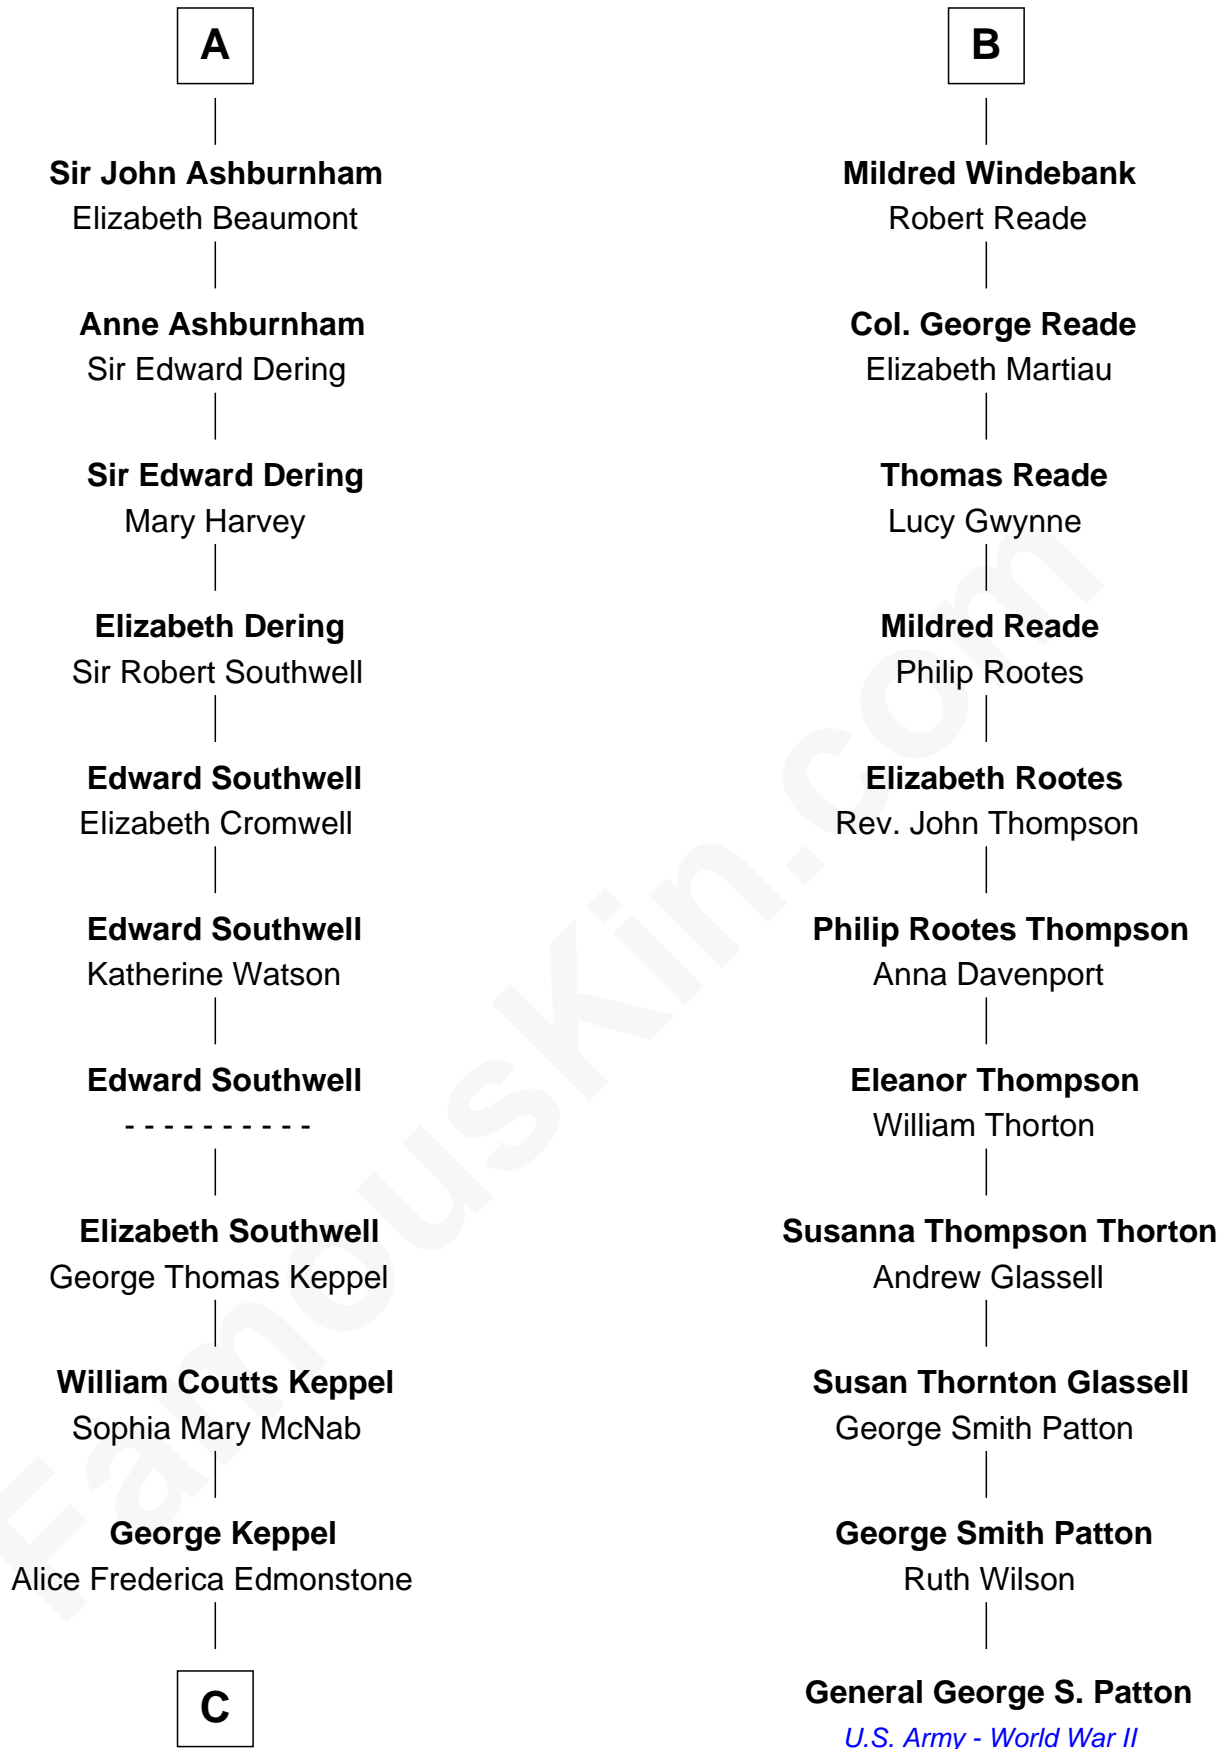 A
Sir John Ashburnham
Elizabeth Beaumont
Anne Ashburnham
Sir Edward Dering
Sir Edward Dering
Mary Harvey
Elizabeth Dering
Sir Robert Southwell
Edward Southwell
Elizabeth Cromwell
Edward Southwell
Katherine Watson
Edward Southwell
- - - - - - - - - -
Elizabeth Southwell
George Thomas Keppel
William Coutts Keppel
Sophia Mary McNab
George Keppel
Alice Frederica Edmonstone
C
B
Mildred Windebank
Robert Reade
Col. George Reade
Elizabeth Martiau
Thomas Reade
Lucy Gwynne
Mildred Reade
Philip Rootes
Elizabeth Rootes
Rev. John Thompson
Philip Rootes Thompson
Anna Davenport
Eleanor Thompson
William Thorton
Susanna Thompson Thorton
Andrew Glassell
Susan Thornton Glassell
George Smith Patton
George Smith Patton
Ruth Wilson
General George S. Patton
U.S. Army - World War II
FamousKin.com